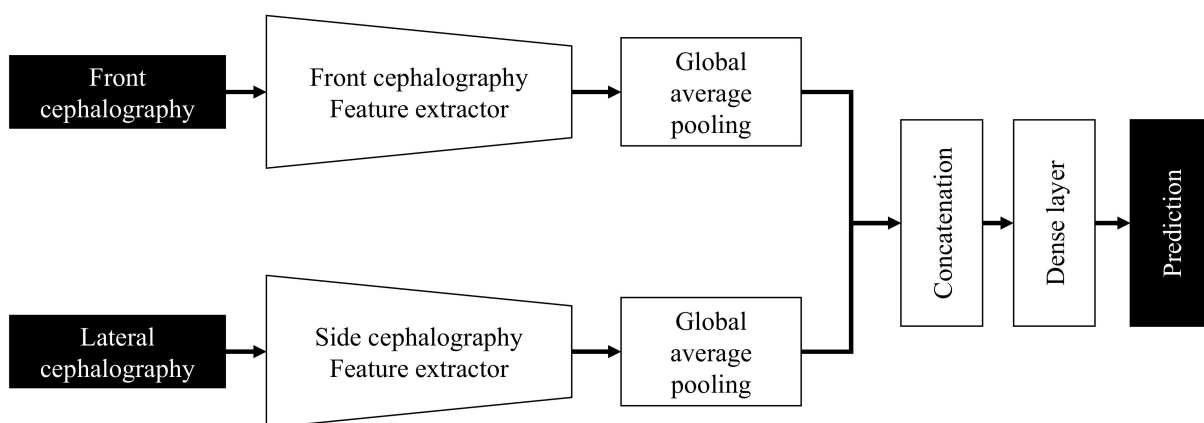 Front
cephalography
Front cephalography
Feature extractor
Global
average
pooling
Lateral
cephalography
Side cephalography
Feature extractor
Global
average
pooling
Concatenation
Dense layer
Prediction